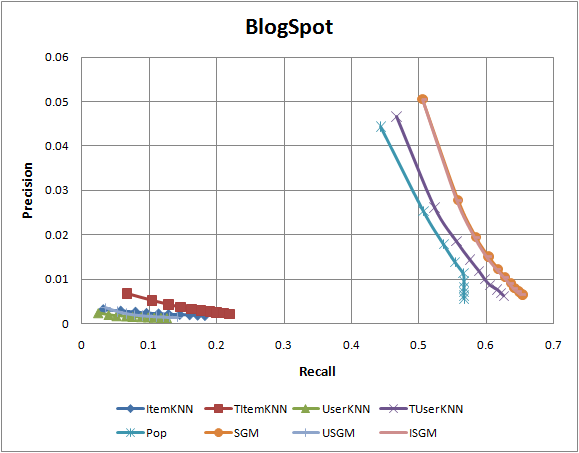 BlogSpot
0.06
0.05
0.04
0.03
0.02
0.01
0
Precision
0 0.1 0.2 0.3 0.4 0.5 0.6 0.7
Recall
ItemKNN TItemKNN UserKNN TUserKNN
Pop SGM USGM ISGM